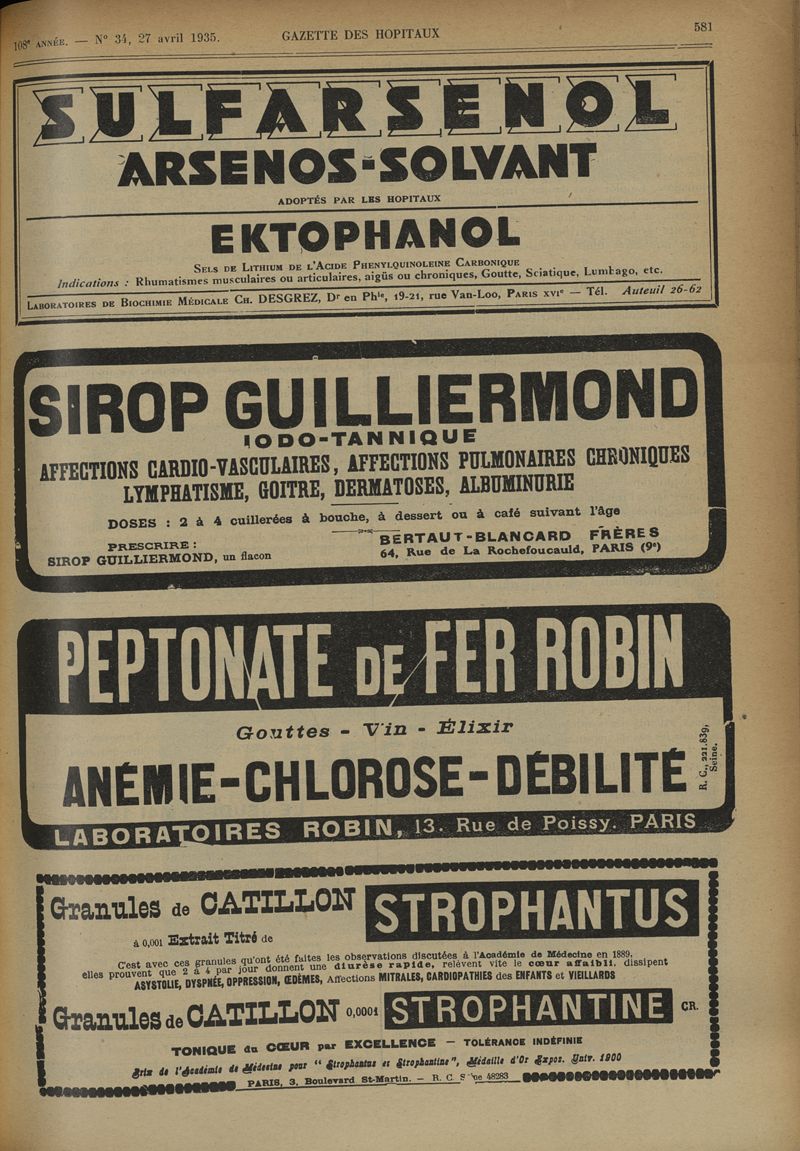 108e ANNÉE. — No 34, 27 avril 1935. GAZETTE DES HOPITAUX 581
SULFARSENOL
ARSENOS-SOLVANT
ADOPTÉS PAR LES HOPITAUX
EKTOPHANOL
SELS DE LITHIUM DE L'ACIDE PHENYLQUINOLEINE CARBONIQUE
Indications : Rhumatismes musculaires ou articulaires, aigüs ou chroniques, Goutte, Sciatique, Lumbago, etc.
LABORATOIRES DE BIOCHIMIE MÉDICALE CH. DESGREZ, Dr en Phie, 19-21, rue Van-Loo, PARIS XVIe — Tél. Auteuil 26-62
SIROP GUILLIERMOND
IODO-TANNIQUE
AFFECTIONS CARDIO-VASCULAIRES, AFFECTIONS PULMONAIRES CHRONIQUES
LYMPHATISME, GOITRE, DERMATOSES, ALBUMINURIE
DOSES : 2 à 4 cuillerées à bouche, à dessert ou à café suivant l'âge
PRESCRIRE :
SIROP GUILLIERMOND, un flacon
BERTAUT-BLANCARD FRÈRES
64, Rue de La Rochefoucauld, PARIS (9e)
PEPTONATE DE FER ROBIN
Gouttes - Vin - Élixir
ANÉMIE-CHLOROSE-DÉBILITÉ
R. C., 221.839, Seine.
LABORATOIRES ROBIN, 13. Rue de Poissy. PARIS
Granules de CATILLON STROPHANTUS
à 0,001 Extrait Titré de
C'est avec ces granules qu'ont été faites les observations discutées à l'Académie de Médecine en 1889,
elles prouvent que 2 à 4 par jour donnent une diurèse rapide, relèvent vite le cœur affaibli, dissipent
ASYSTOLIE, DYSPNÉE, OPPRESSION, ŒDÈMES, Affections MITRALES, CARDIOPATHIES des ENFANTS et VIEILLARDS
Granules de CATILLON 0,0001 STROPHANTINE CR.
TONIQUE du CŒUR par EXCELLENCE — TOLÉRANCE INDÉFINIE
Prix de l'Académie de Médecine pour "Strophantus et Strophantine", Médaille d'Or Expos. Univ. 1900
PARIS, 3, Boulevard St-Martin. — R. C. Seine 48283